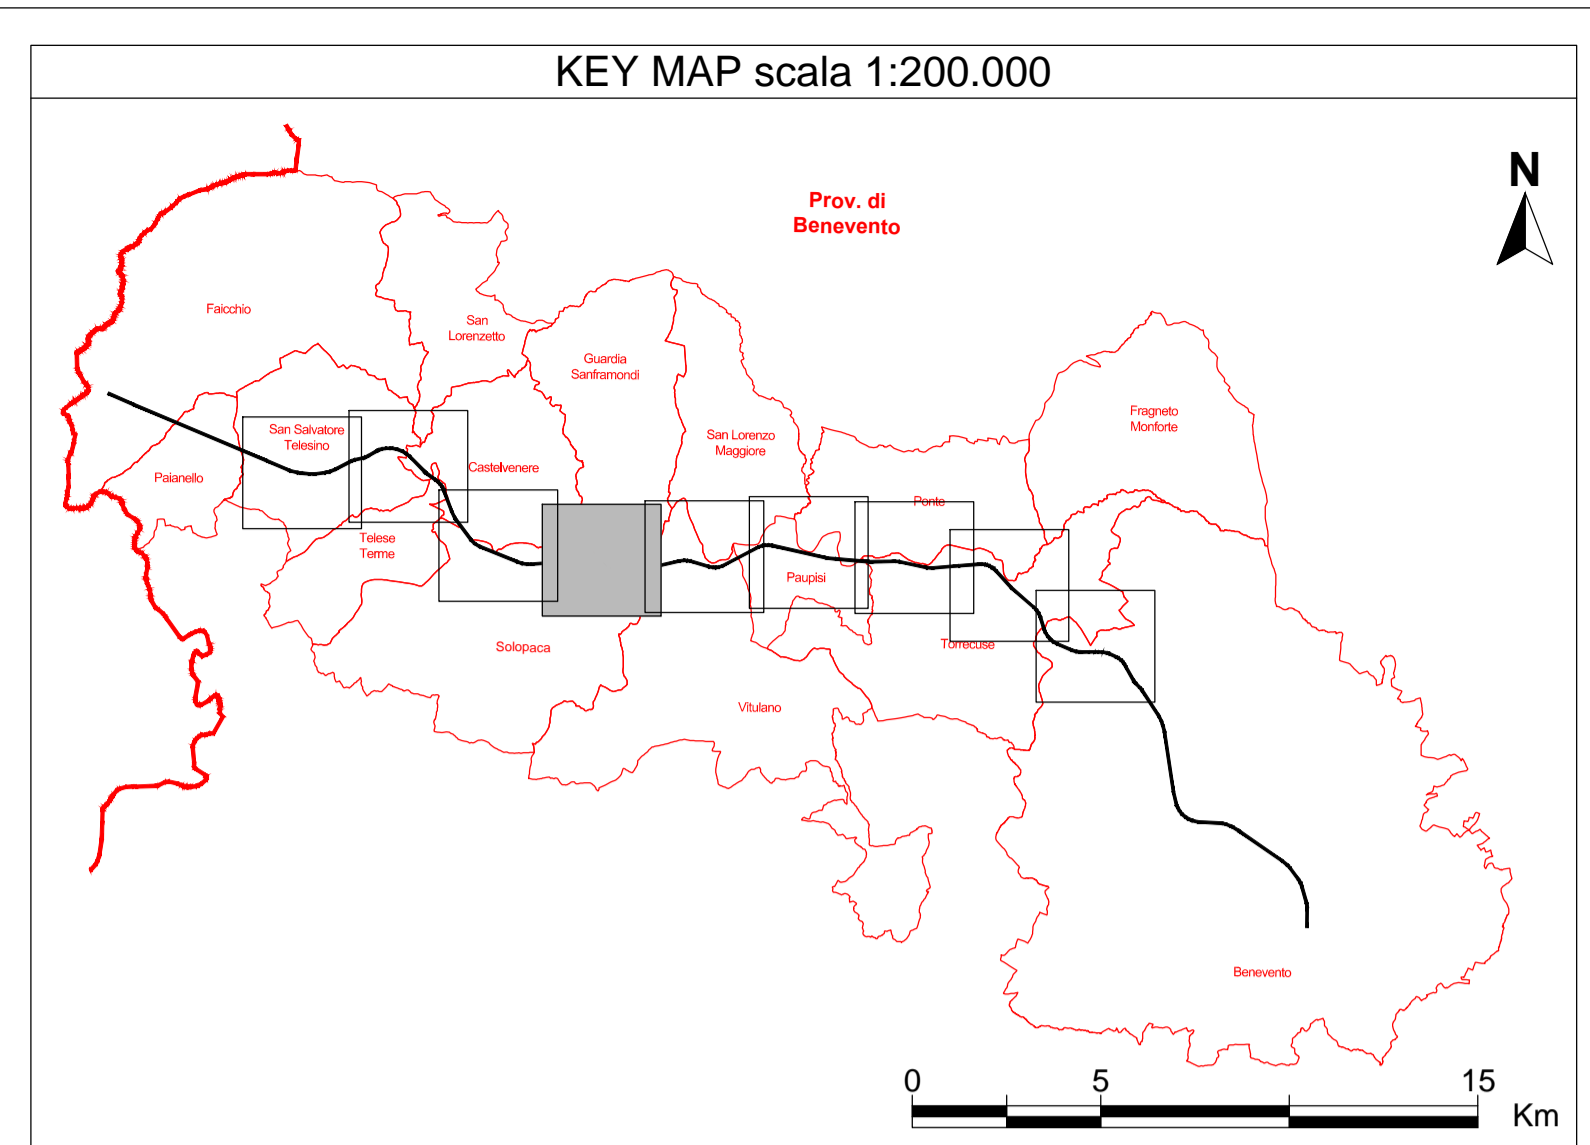 KEY MAP scala 1:200.000
N
Prov. di
Benevento
Faicchio
San
Lorenzetto
Guardia
Sanframondi
Fragneto
Monforte
San Salvatore
Telesino
San Lorenzo
Maggiore
Castelvenere
Paianello
Ponte
Telese
Terme
Paupisi
Solopaca
Torrecuse
Vitulano
Benevento
0 5 15
Km